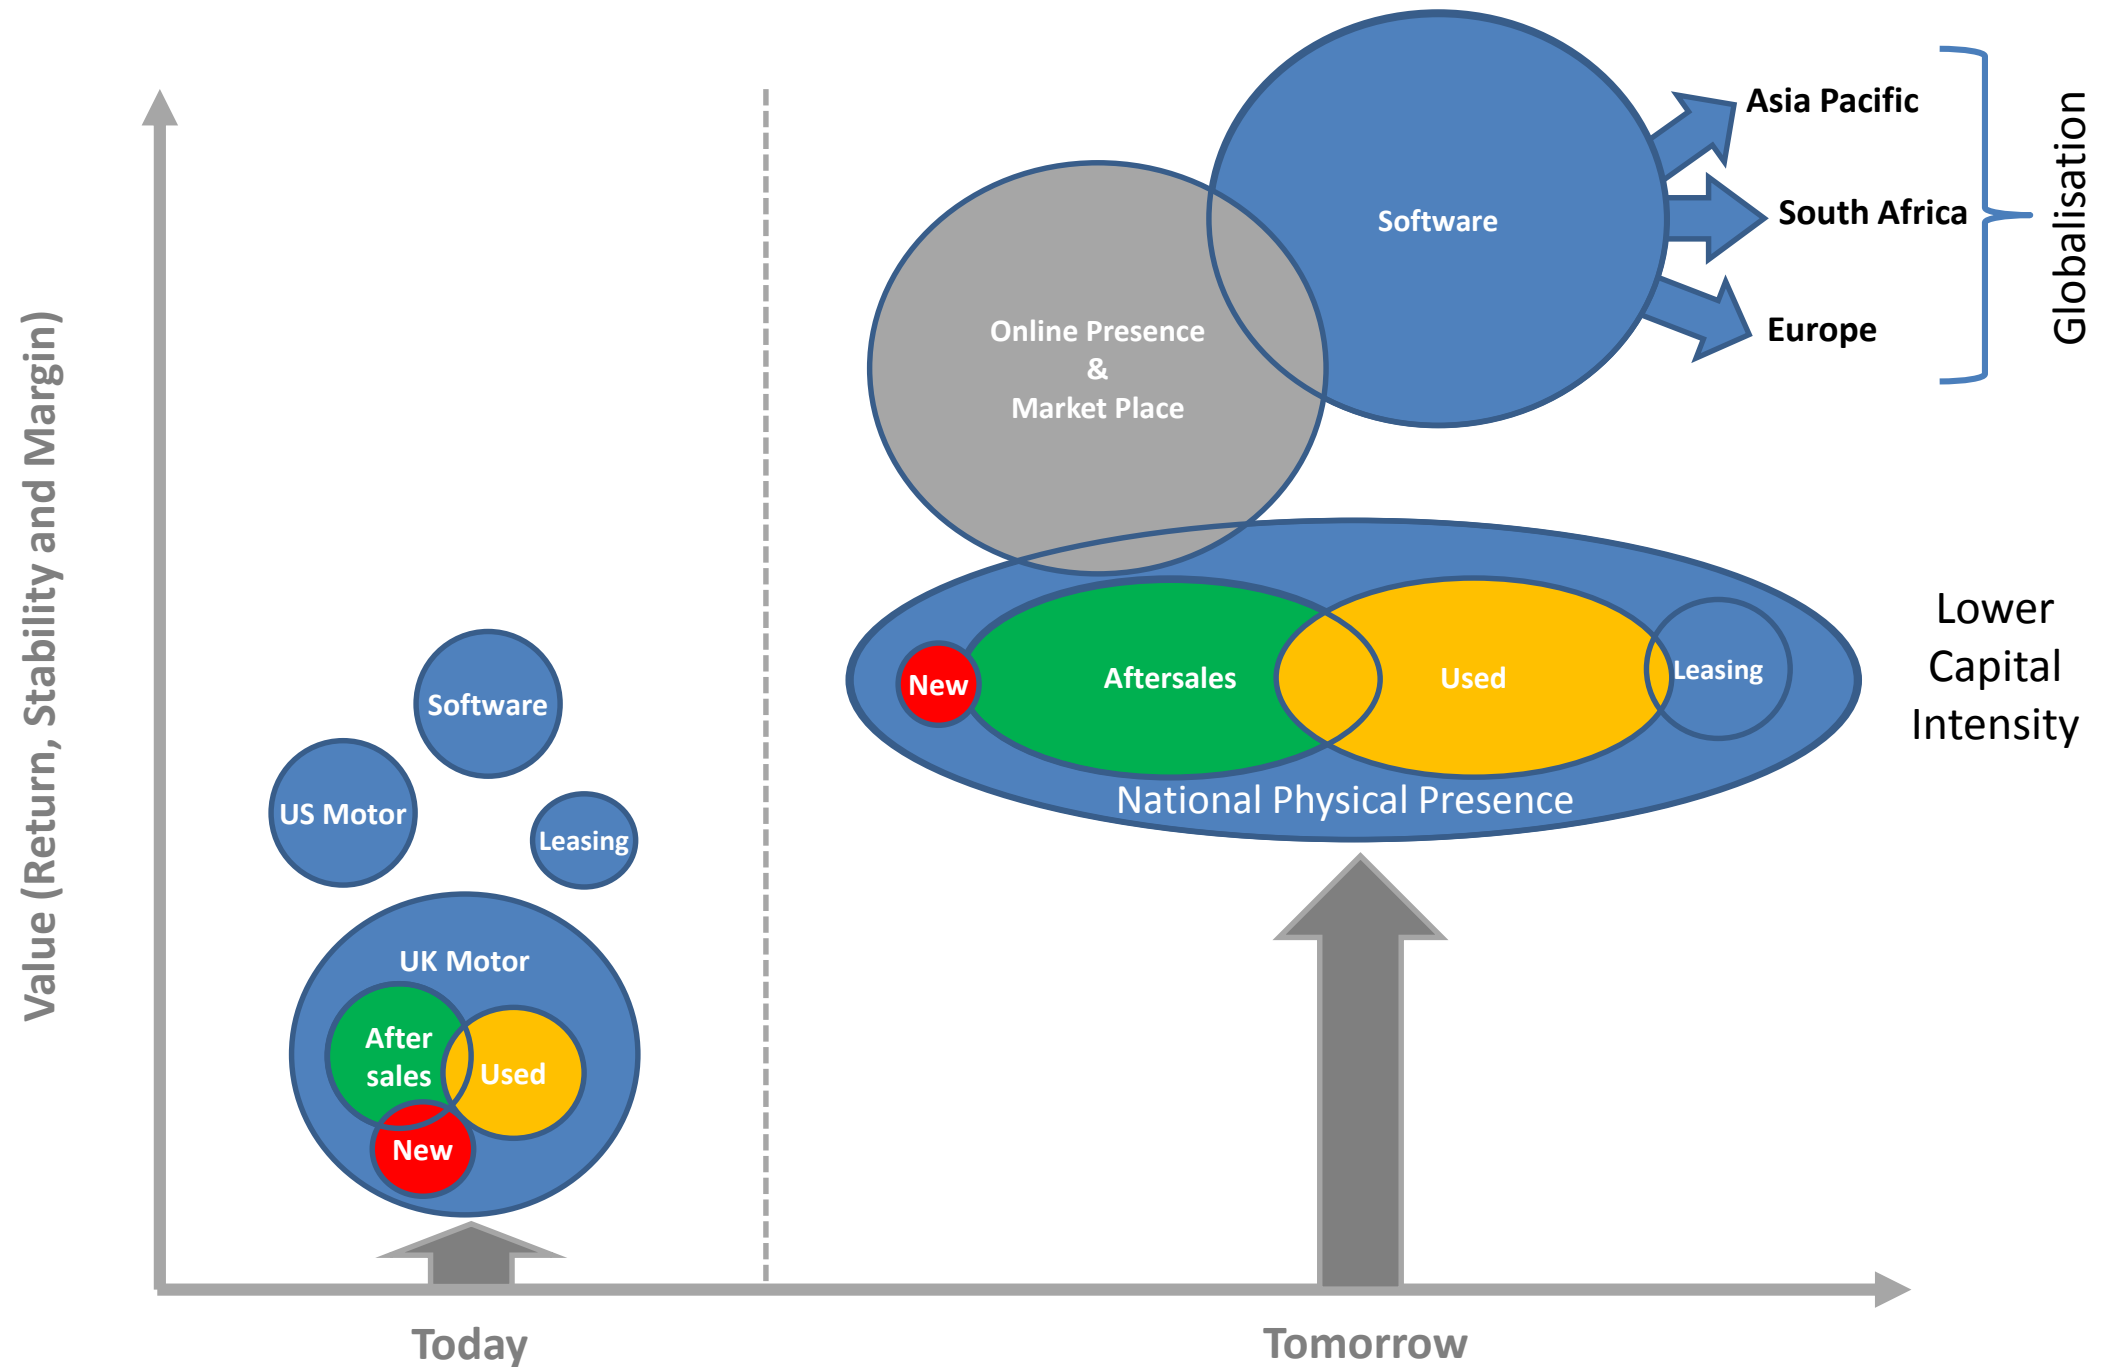 Value (Return, Stability and Margin)
Software
US Motor
Leasing
UK Motor
After
sales
Used
New
Today
Online Presence
&
Market Place
Software
Asia Pacific
South Africa
Europe
Globalisation
New
Aftersales
Used
Leasing
National Physical Presence
Lower
Capital
Intensity
Tomorrow